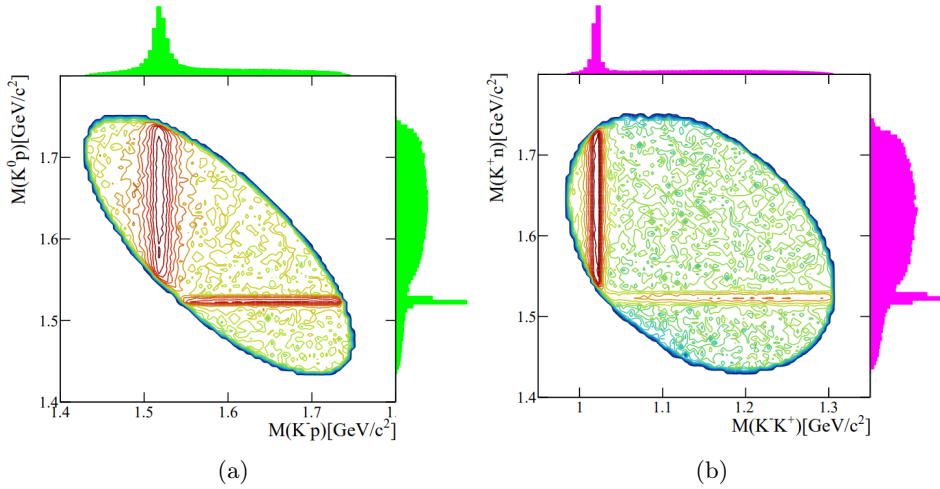 M(K⁰p)[GeV/c²]
1.7
1.6
1.5
1.4
1.4 1.5 1.6 1.7 1.
M(K⁻p)[GeV/c²]
(a)
M(K⁺n)[GeV/c²]
1.7
1.6
1.5
1.4
1 1.1 1.2 1.3
M(K⁻K⁺)[GeV/c²]
(b)